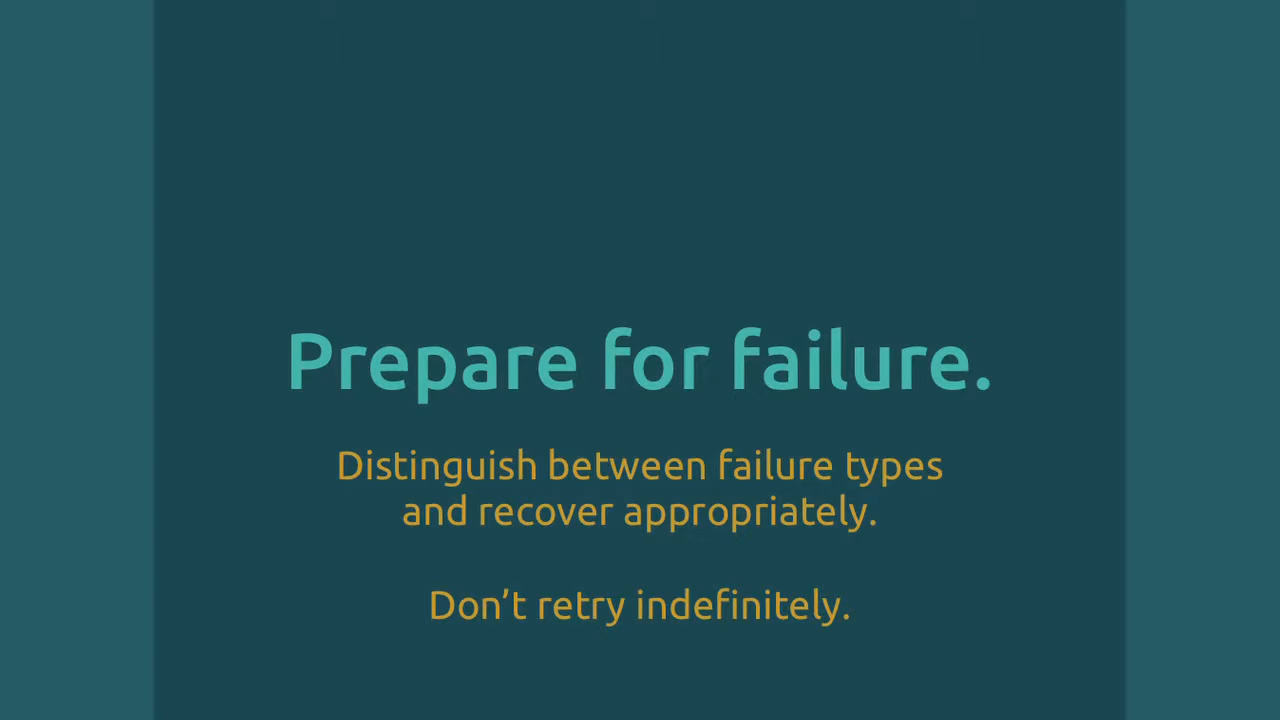 Prepare for failure.
Distinguish between failure types
and recover appropriately.
Don’t retry indefinitely.